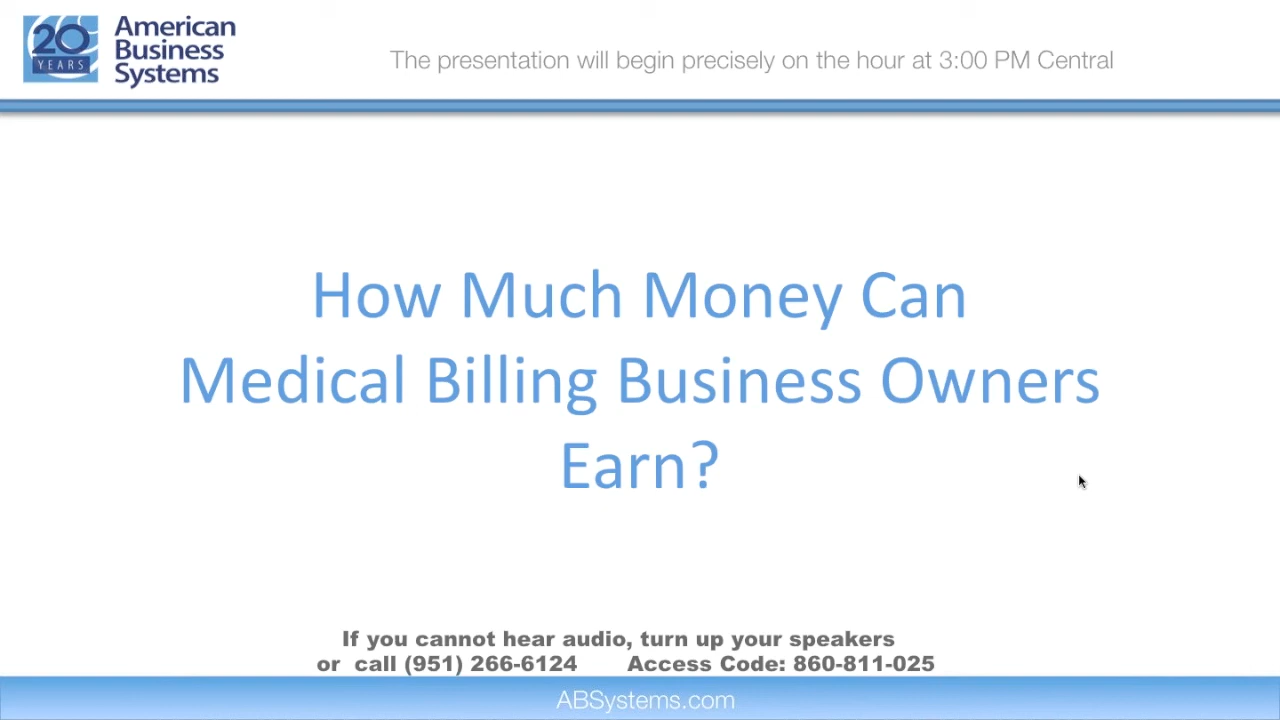 20
YEARS
American
Business
Systems
The presentation will begin precisely on the hour at 3:00 PM Central
How Much Money Can
Medical Billing Business Owners
Earn?
If you cannot hear audio, turn up your speakers
or call (951) 266-6124 Access Code: 860-811-025
ABSystems.com